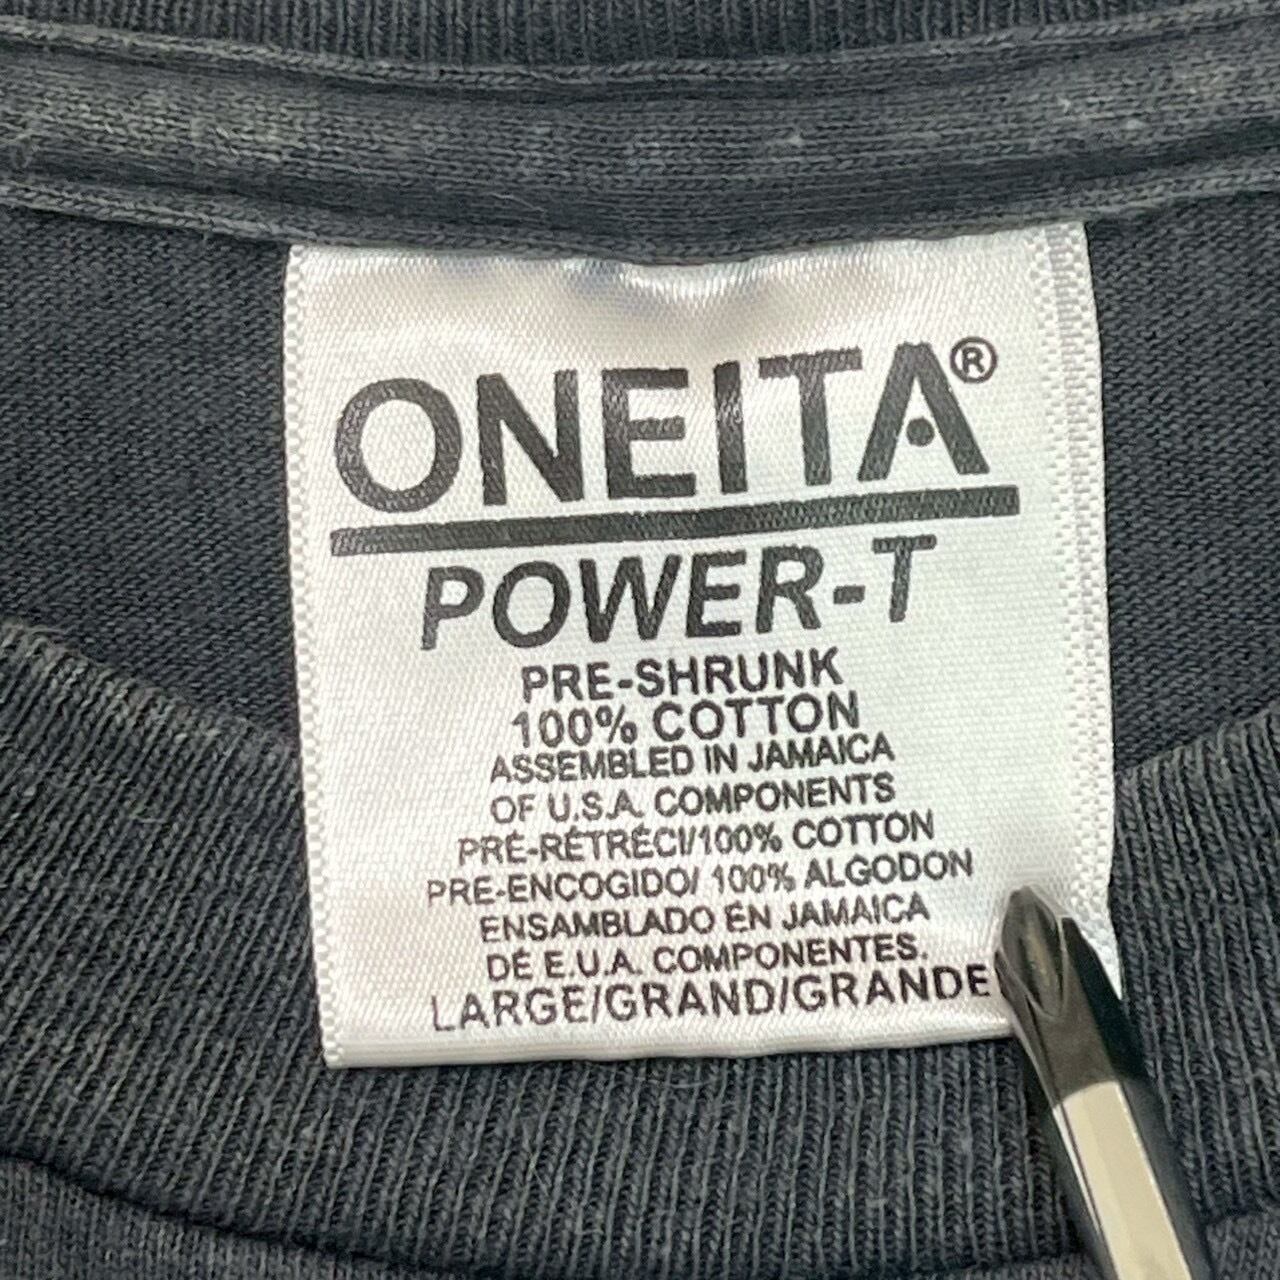 ONEITA®
POWER-T
PRE-SHRUNK
100% COTTON
ASSEMBLED IN JAMAICA
OF U.S.A. COMPONENTS
PRÉ-RÉTRÉCI/100% COTTON
PRE-ENCOGIDO/ 100% ALGODON
ENSAMBLADO EN JAMAICA
DE E.U.A. COMPONENTES.
LARGE/GRAND/GRANDE